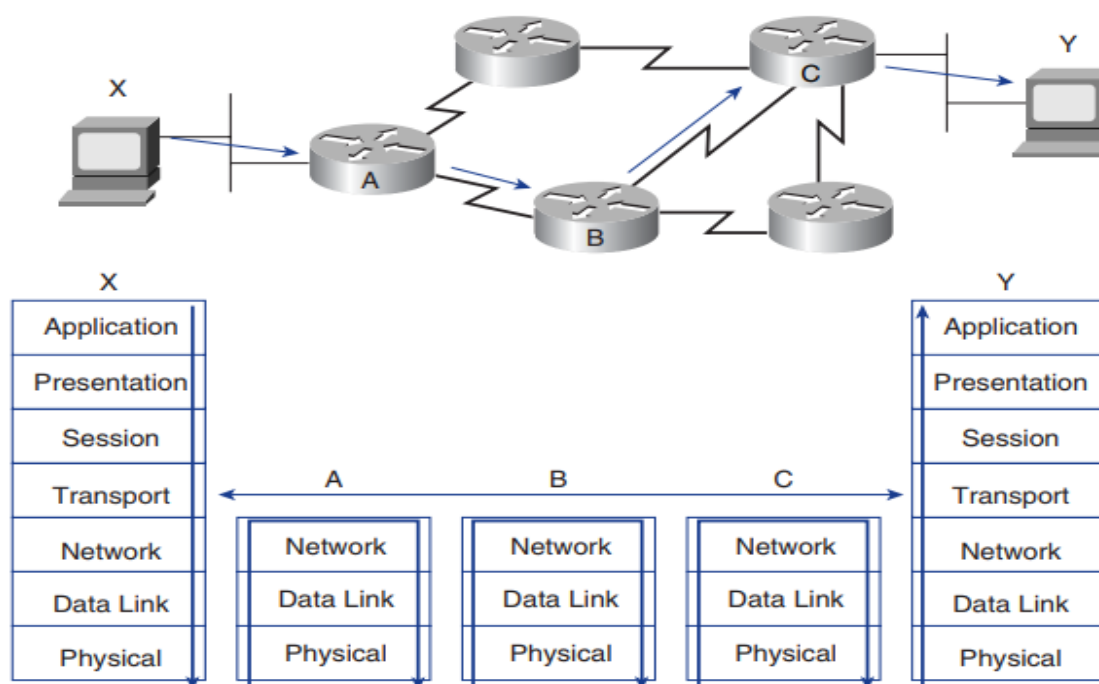 X
Y
A
B
C
X
Y
Application
Presentation
Session
Transport
Network
Data Link
Physical
A
B
C
Network
Data Link
Physical
Network
Data Link
Physical
Network
Data Link
Physical
Application
Presentation
Session
Transport
Network
Data Link
Physical